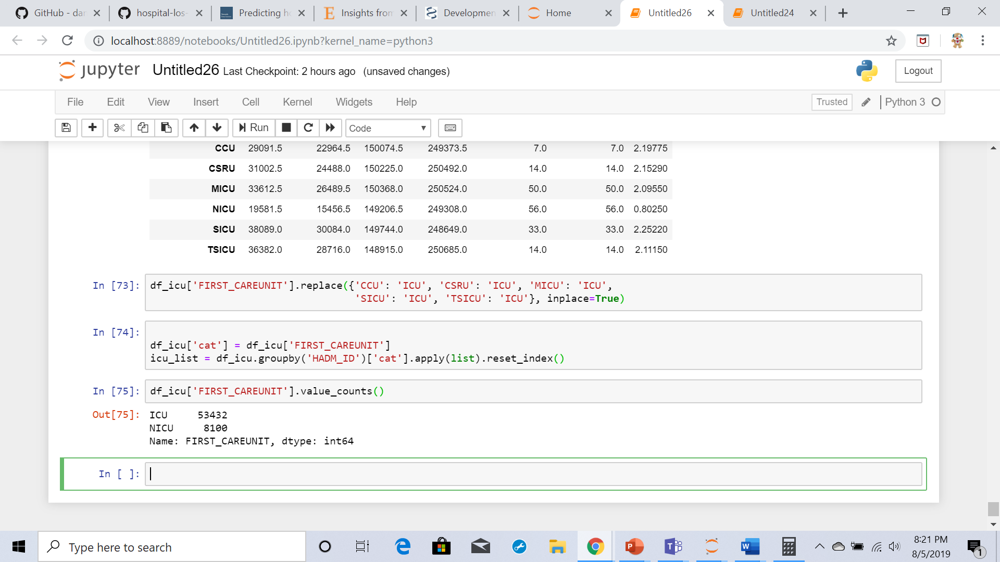 GitHub - dar
hospital-los-
Predicting ho
Insights from
Developmen
Home
Untitled26
Untitled24
localhost:8889/notebooks/Untitled26.ipynb?kernel_name=python3
jupyter Untitled26 Last Checkpoint: 2 hours ago (unsaved changes)
Logout
File Edit View Insert Cell Kernel Widgets Help
Trusted
Python 3
Run
Code
CCU 29091.5 22964.5 150074.5 249373.5 7.0 7.0 2.19775
CSRU 31002.5 24488.0 150225.0 250492.0 14.0 14.0 2.15290
MICU 33612.5 26489.5 150368.0 250524.0 50.0 50.0 2.09550
NICU 19581.5 15456.5 149206.5 249308.0 56.0 56.0 0.80250
SICU 38089.0 30084.0 149744.0 248649.0 33.0 33.0 2.25220
TSICU 36382.0 28716.0 148915.0 250685.0 14.0 14.0 2.11150
In [73]: df_icu['FIRST_CAREUNIT'].replace({'CCU': 'ICU', 'CSRU': 'ICU', 'MICU': 'ICU',
'SICU': 'ICU', 'TSICU': 'ICU'}, inplace=True)
In [74]:
df_icu['cat'] = df_icu['FIRST_CAREUNIT']
icu_list = df_icu.groupby('HADM_ID')['cat'].apply(list).reset_index()
In [75]: df_icu['FIRST_CAREUNIT'].value_counts()
Out[75]: ICU 53432
NICU 8100
Name: FIRST_CAREUNIT, dtype: int64
In [ ]:
Type here to search
8:21 PM
8/5/2019
1